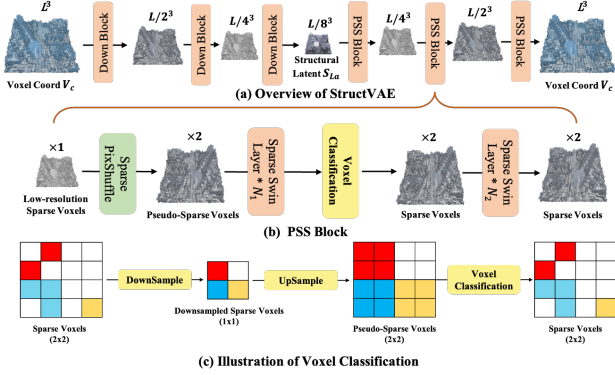 L³ L/2³ L/4³ L/8³ L/4³ L/2³ L³
Down Block
Down Block
Down Block
PSS Block
PSS Block
PSS Block
Voxel Coord V_c
Structural
Latent S_La
Voxel Coord V_c
(a) Overview of StructVAE
×1
×2
×2
×2
Sparse
PixShuffle
Sparse Swin
Layer * N₁
Voxel
Classification
Sparse Swin
Layer * N₂
Low-resolution
Sparse Voxels
Pseudo-Sparse Voxels
Sparse Voxels
Sparse Voxels
(b) PSS Block
DownSample
UpSample
Voxel
Classification
Sparse Voxels
(2x2)
Downsampled Sparse Voxels
(1x1)
Pseudo-Sparse Voxels
(2x2)
Sparse Voxels
(2x2)
(c) Illustration of Voxel Classification